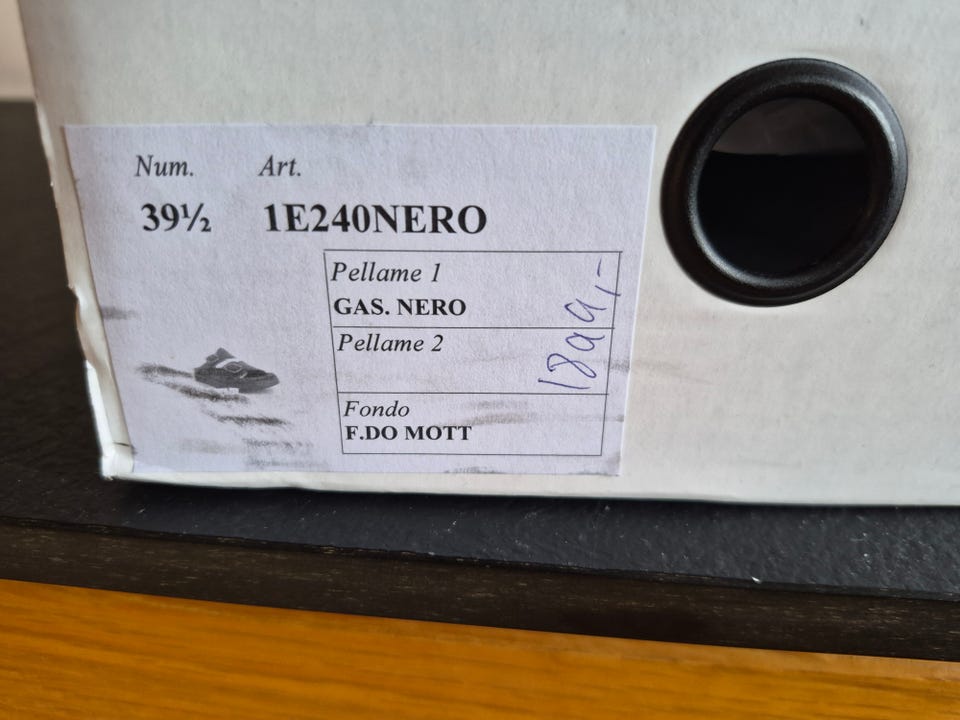 Num. Art.
39½ 1E240NERO
Pellame 1
GAS. NERO
Pellame 2
Fondo
F.DO MOTT
1899,-